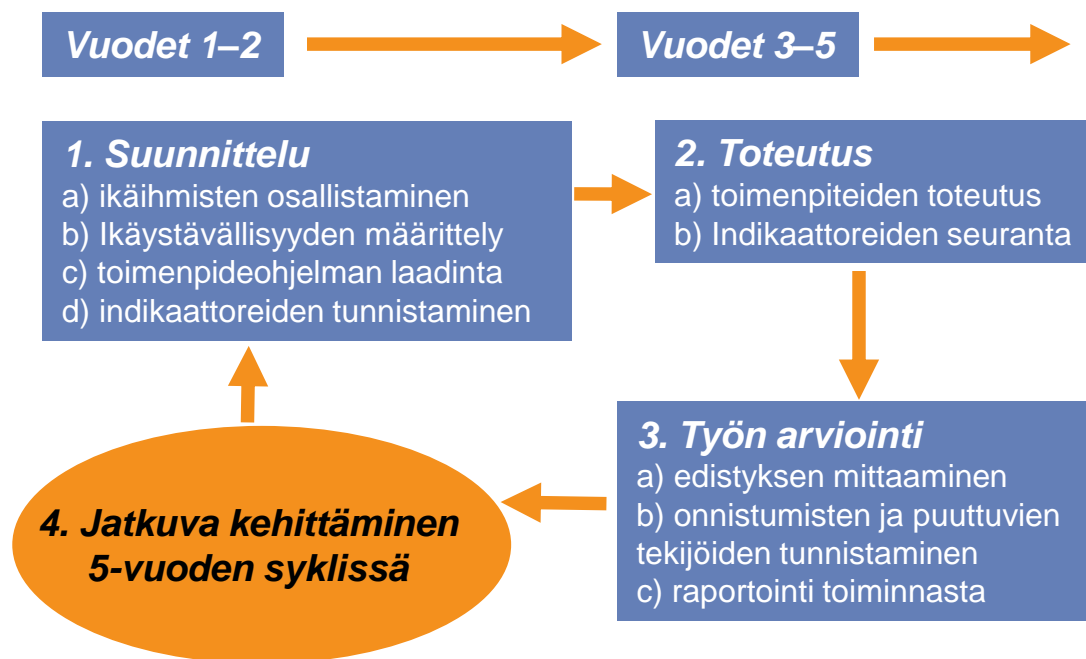 Vuodet 1–2
Vuodet 3–5
1. Suunnittelu
a) ikäihmisten osallistaminen
b) Ikäystävällisyyden määrittely
c) toimenpideohjelman laadinta
d) indikaattoreiden tunnistaminen
2. Toteutus
a) toimenpiteiden toteutus
b) Indikaattoreiden seuranta
3. Työn arviointi
a) edistyksen mittaaminen
b) onnistumisten ja puuttuvien
tekijöiden tunnistaminen
c) raportointi toiminnasta
4. Jatkuva kehittäminen
5-vuoden syklissä